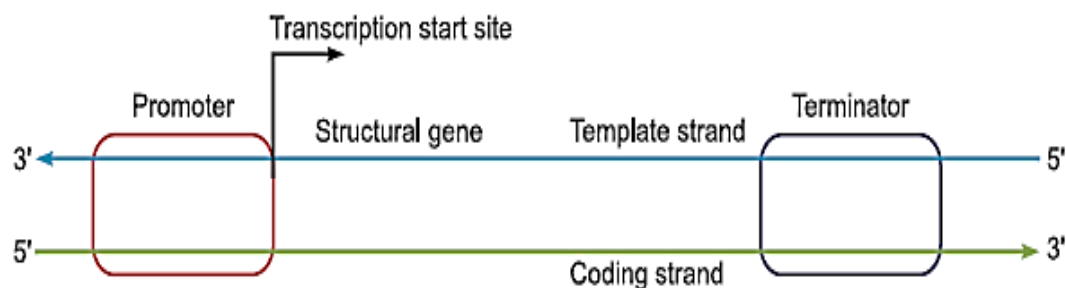 Transcription start site
Promoter
Terminator
Structural gene
Template strand
3'
5'
5'
3'
Coding strand